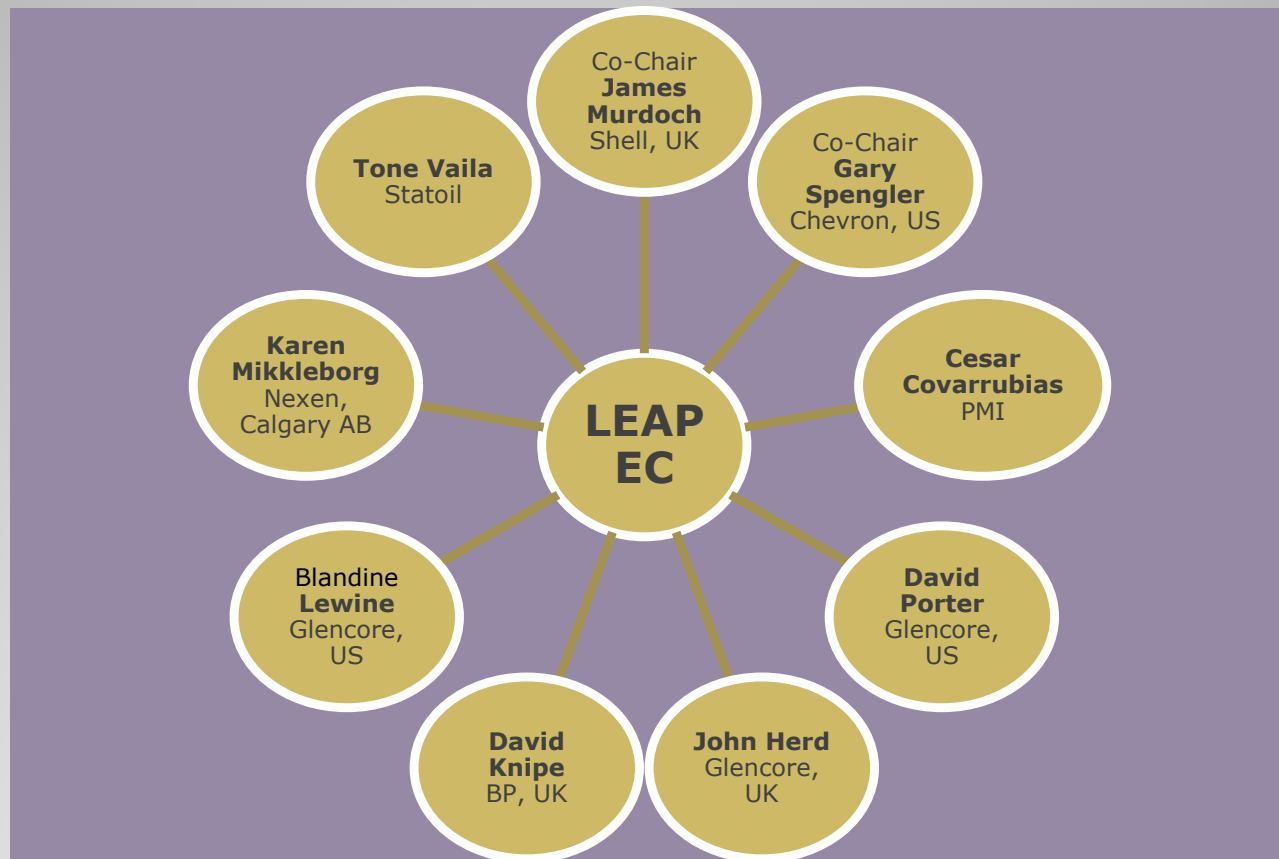 Co-Chair
James
Murdoch
Shell, UK
Co-Chair
Gary
Spengler
Chevron, US
Cesar
Covarrubias
PMI
David
Porter
Glencore,
US
John Herd
Glencore,
UK
David
Knipe
BP, UK
Blandine
Lewine
Glencore,
US
Karen
Mikkleborg
Nexen,
Calgary AB
Tone Vaila
Statoil
LEAP
EC